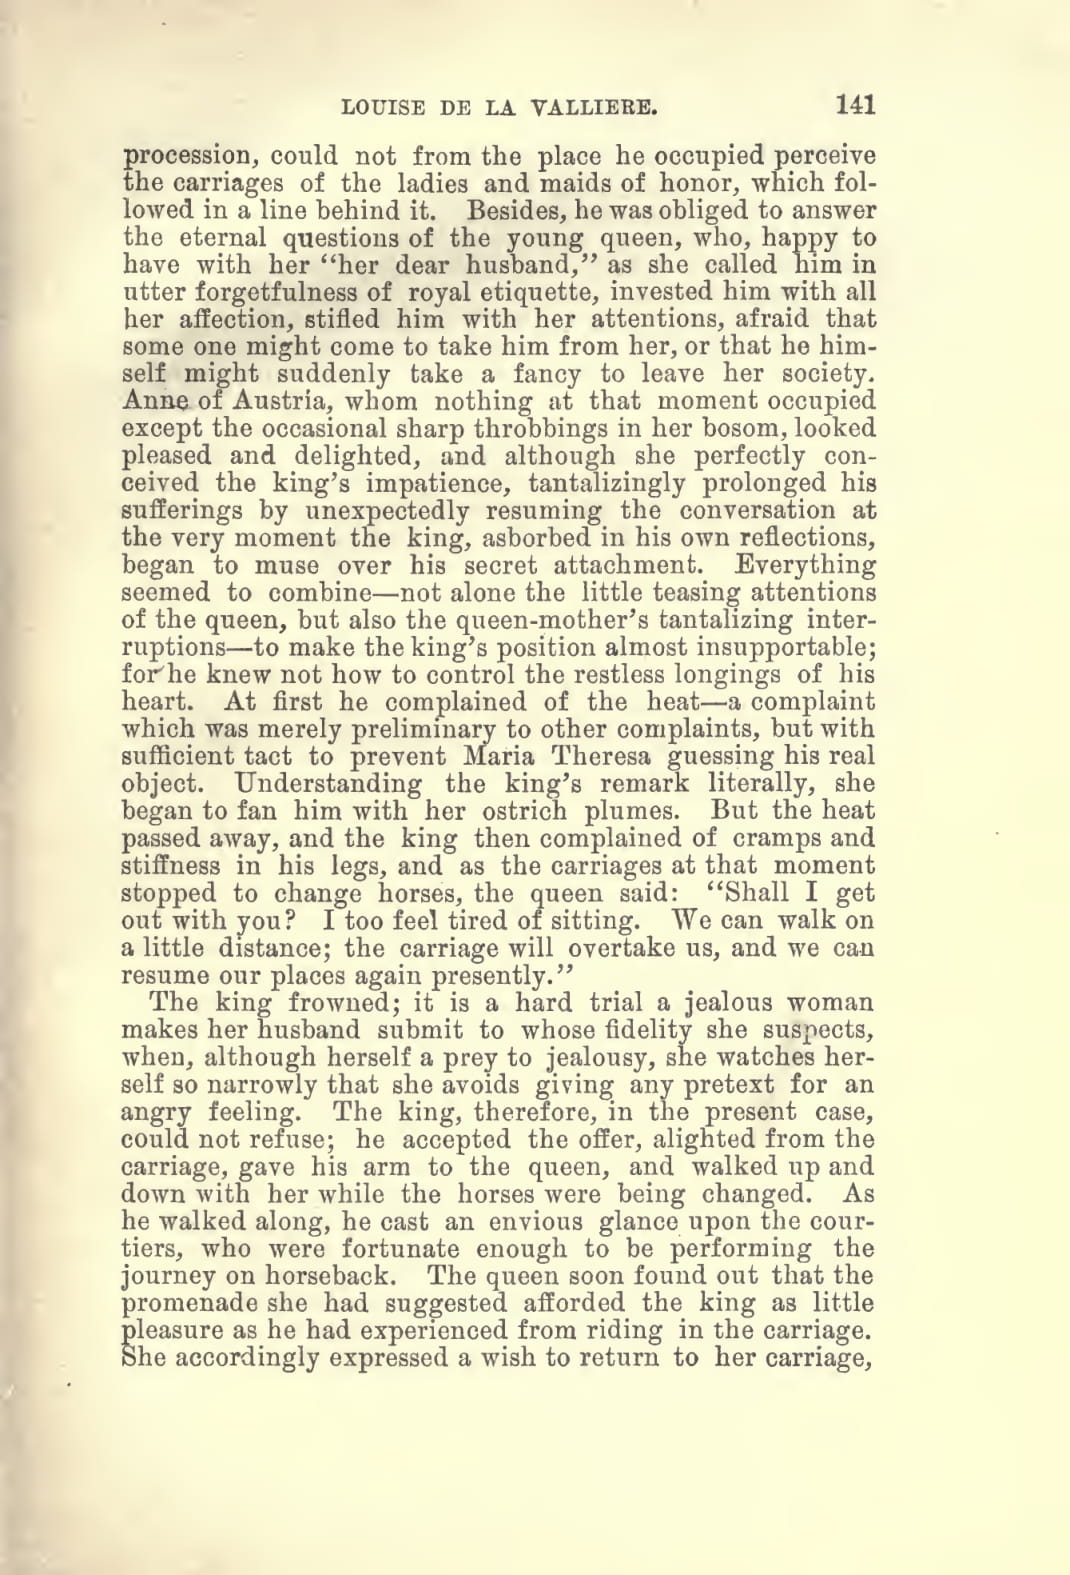 LOUISE DE LA VALLIERE. 141
procession, could not from the place he occupied perceive
the carriages of the ladies and maids of honor, which fol-
lowed in a line behind it. Besides, he was obliged to answer
the eternal questions of the young queen, who, happy to
have with her “her dear husband,” as she called him in
utter forgetfulness of royal etiquette, invested him with all
her affection, stifled him with her attentions, afraid that
some one might come to take him from her, or that he him-
self might suddenly take a fancy to leave her society.
Anne of Austria, whom nothing at that moment occupied
except the occasional sharp throbbings in her bosom, looked
pleased and delighted, and although she perfectly con-
ceived the king’s impatience, tantalizingly prolonged his
sufferings by unexpectedly resuming the conversation at
the very moment the king, asborbed in his own reflections,
began to muse over his secret attachment. Everything
seemed to combine—not alone the little teasing attentions
of the queen, but also the queen-mother’s tantalizing inter-
ruptions—to make the king’s position almost insupportable;
for he knew not how to control the restless longings of his
heart. At first he complained of the heat—a complaint
which was merely preliminary to other complaints, but with
sufficient tact to prevent Maria Theresa guessing his real
object. Understanding the king’s remark literally, she
began to fan him with her ostrich plumes. But the heat
passed away, and the king then complained of cramps and
stiffness in his legs, and as the carriages at that moment
stopped to change horses, the queen said: “Shall I get
out with you? I too feel tired of sitting. We can walk on
a little distance; the carriage will overtake us, and we can
resume our places again presently.”
The king frowned; it is a hard trial a jealous woman
makes her husband submit to whose fidelity she suspects,
when, although herself a prey to jealousy, she watches her-
self so narrowly that she avoids giving any pretext for an
angry feeling. The king, therefore, in the present case,
could not refuse; he accepted the offer, alighted from the
carriage, gave his arm to the queen, and walked up and
down with her while the horses were being changed. As
he walked along, he cast an envious glance upon the cour-
tiers, who were fortunate enough to be performing the
journey on horseback. The queen soon found out that the
promenade she had suggested afforded the king as little
pleasure as he had experienced from riding in the carriage.
She accordingly expressed a wish to return to her carriage,